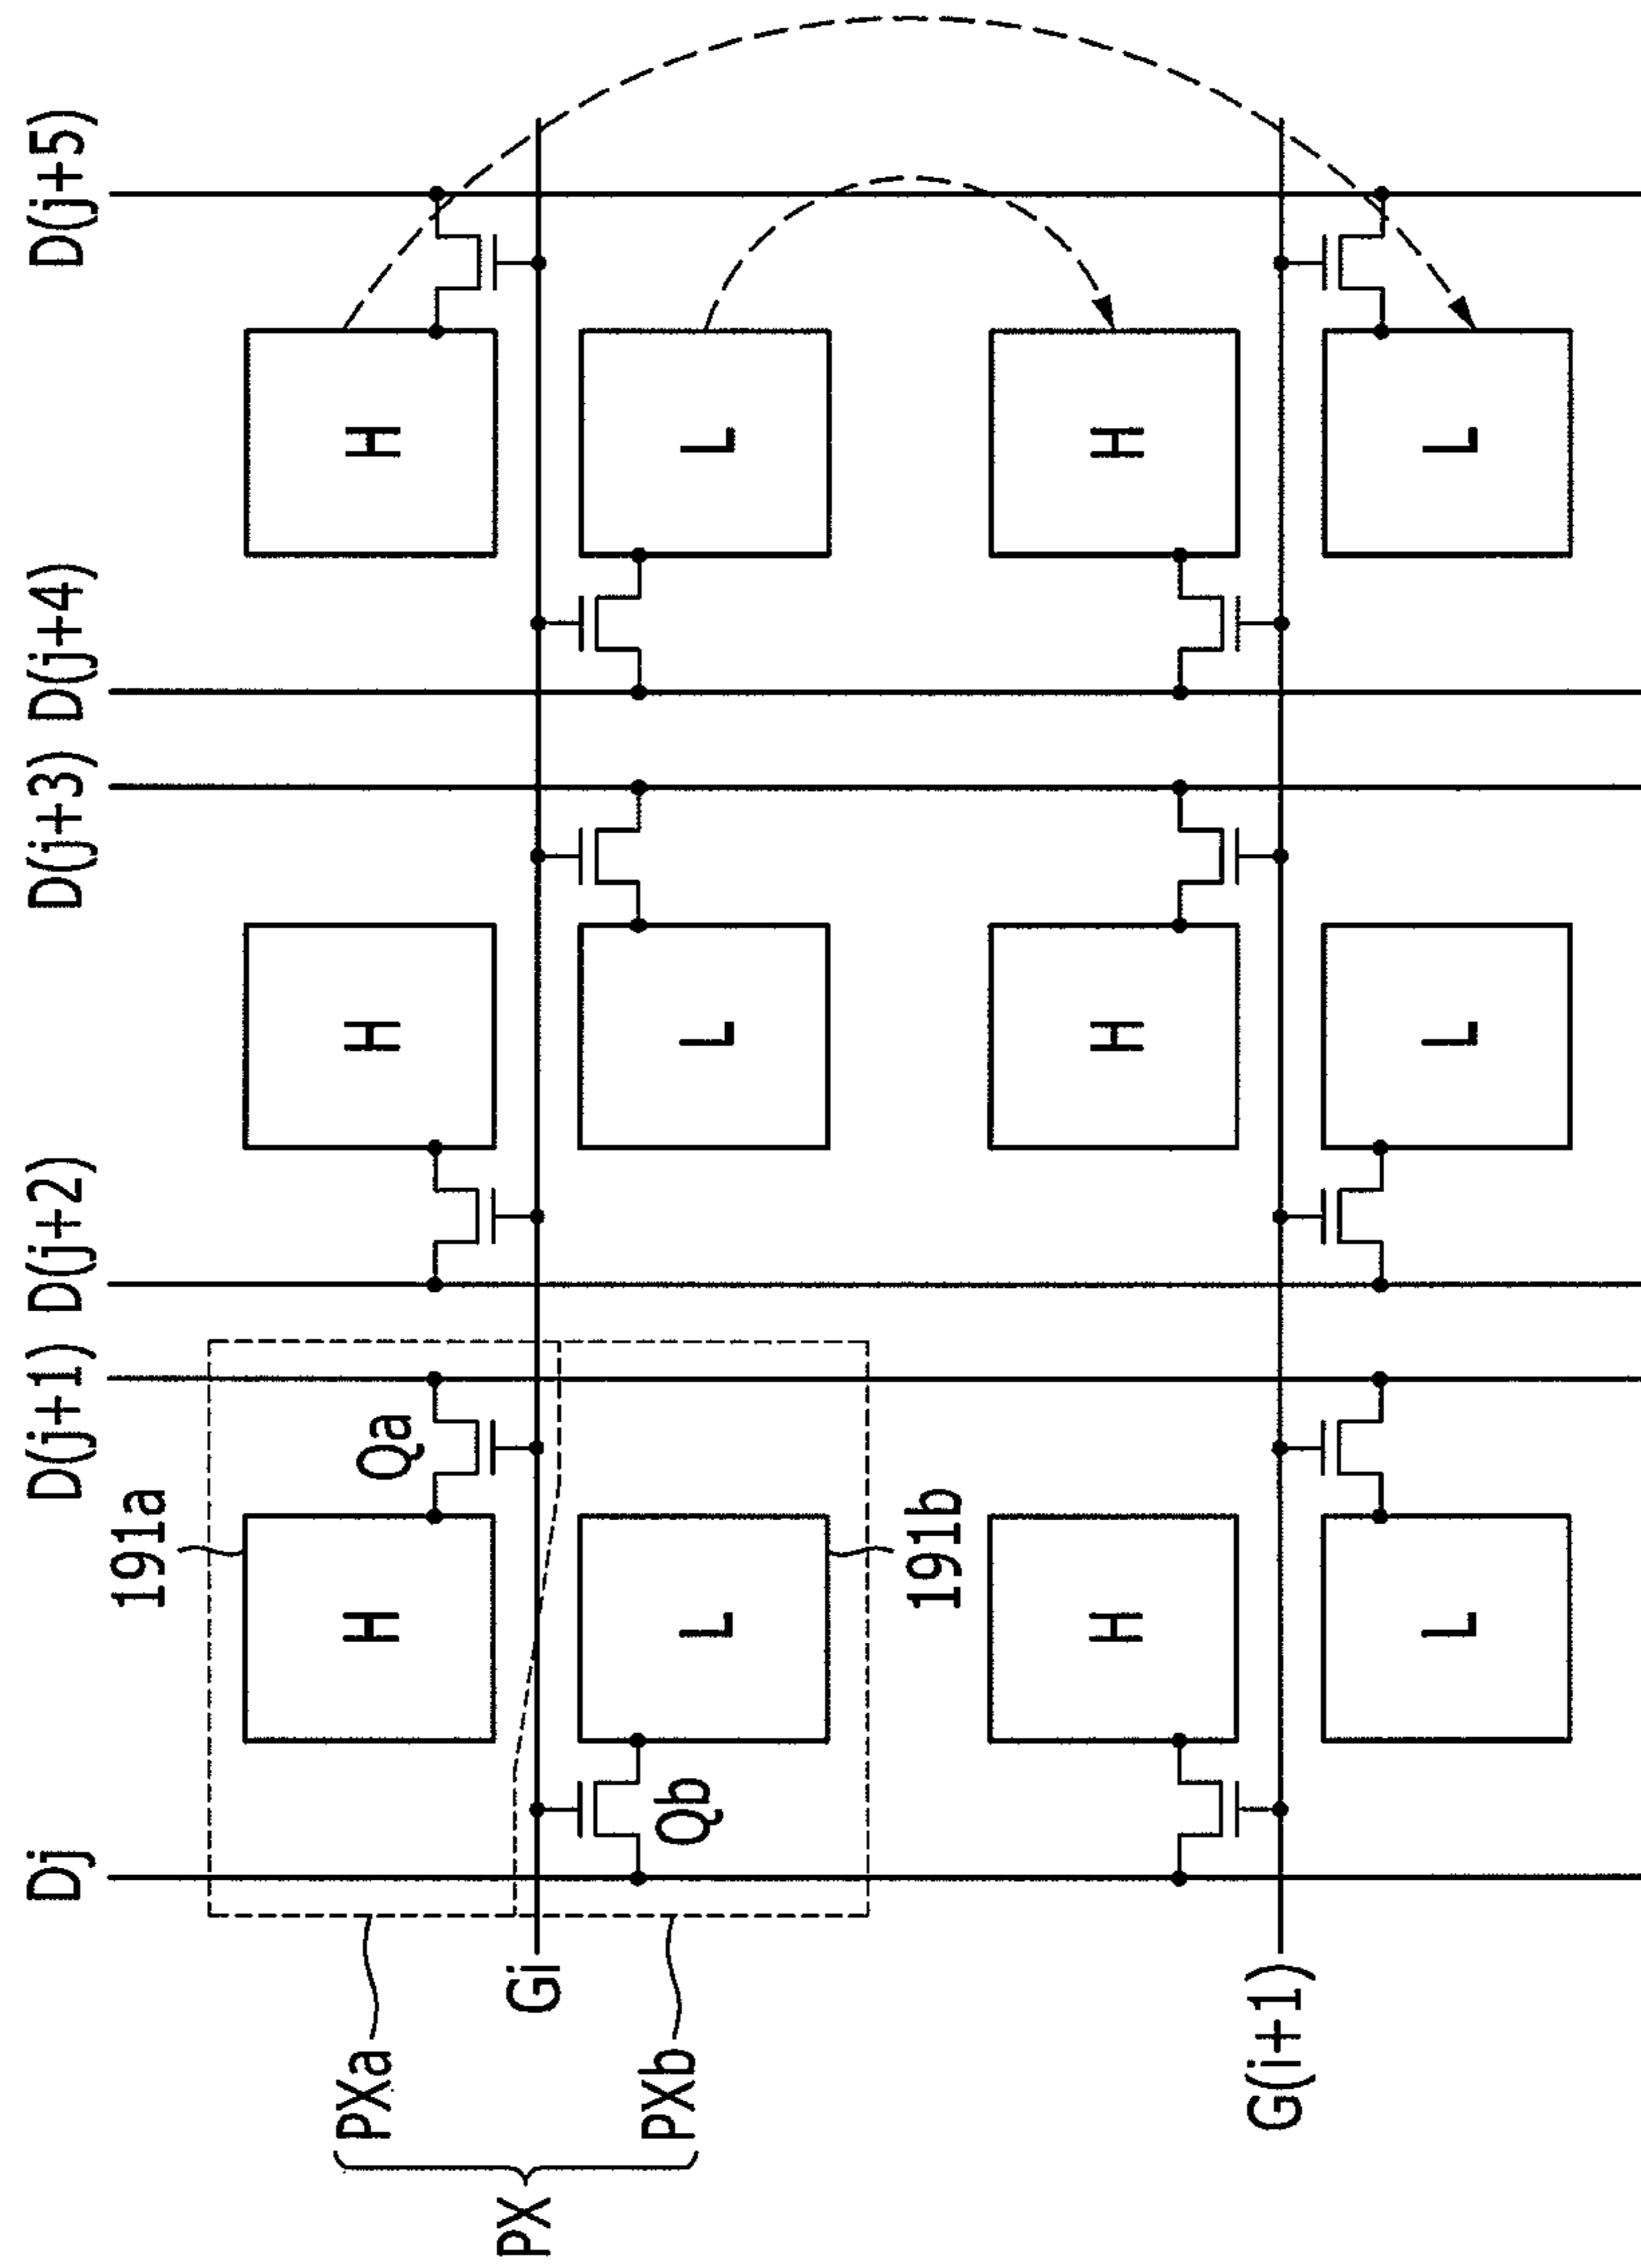 Dj D(j+1) D(j+2) D(j+3) D(j+4) D(j+5)
191a
PXa H Qa H H
PX Gi
PXb Qb L L L
191b
H H H
G(i+1)
L L L